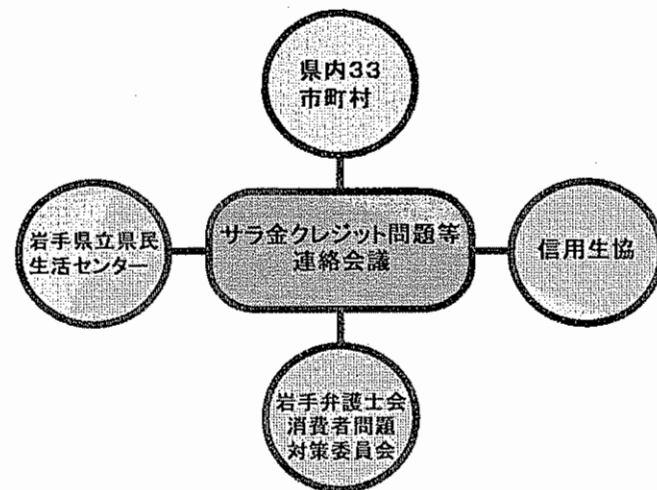 県内33
市町村
岩手県立県民
生活センター
サラ金クレジット問題等
連絡会議
信用生協
岩手弁護士会
消費者問題
対策委員会